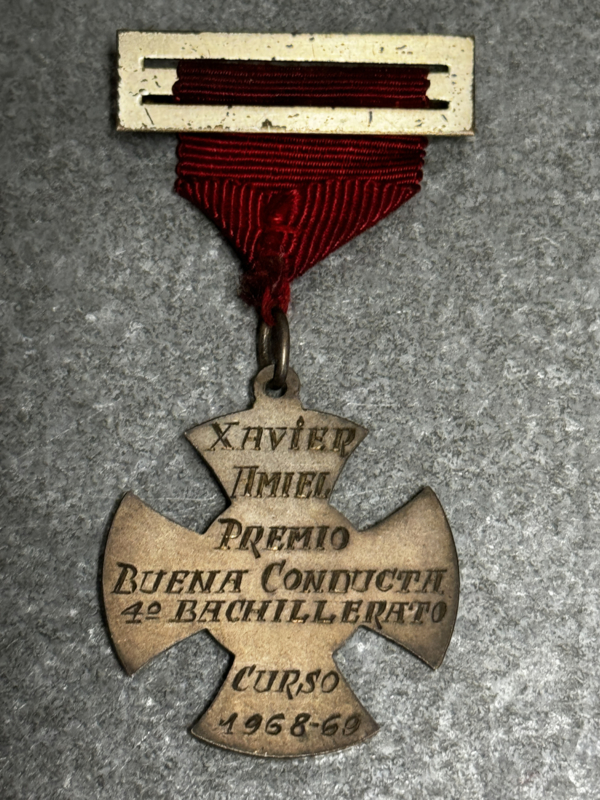 XAVIER
AMIEL
PREMIO
BUENA CONDUCTA
4º BACHILLERATO
CURSO
1968-69